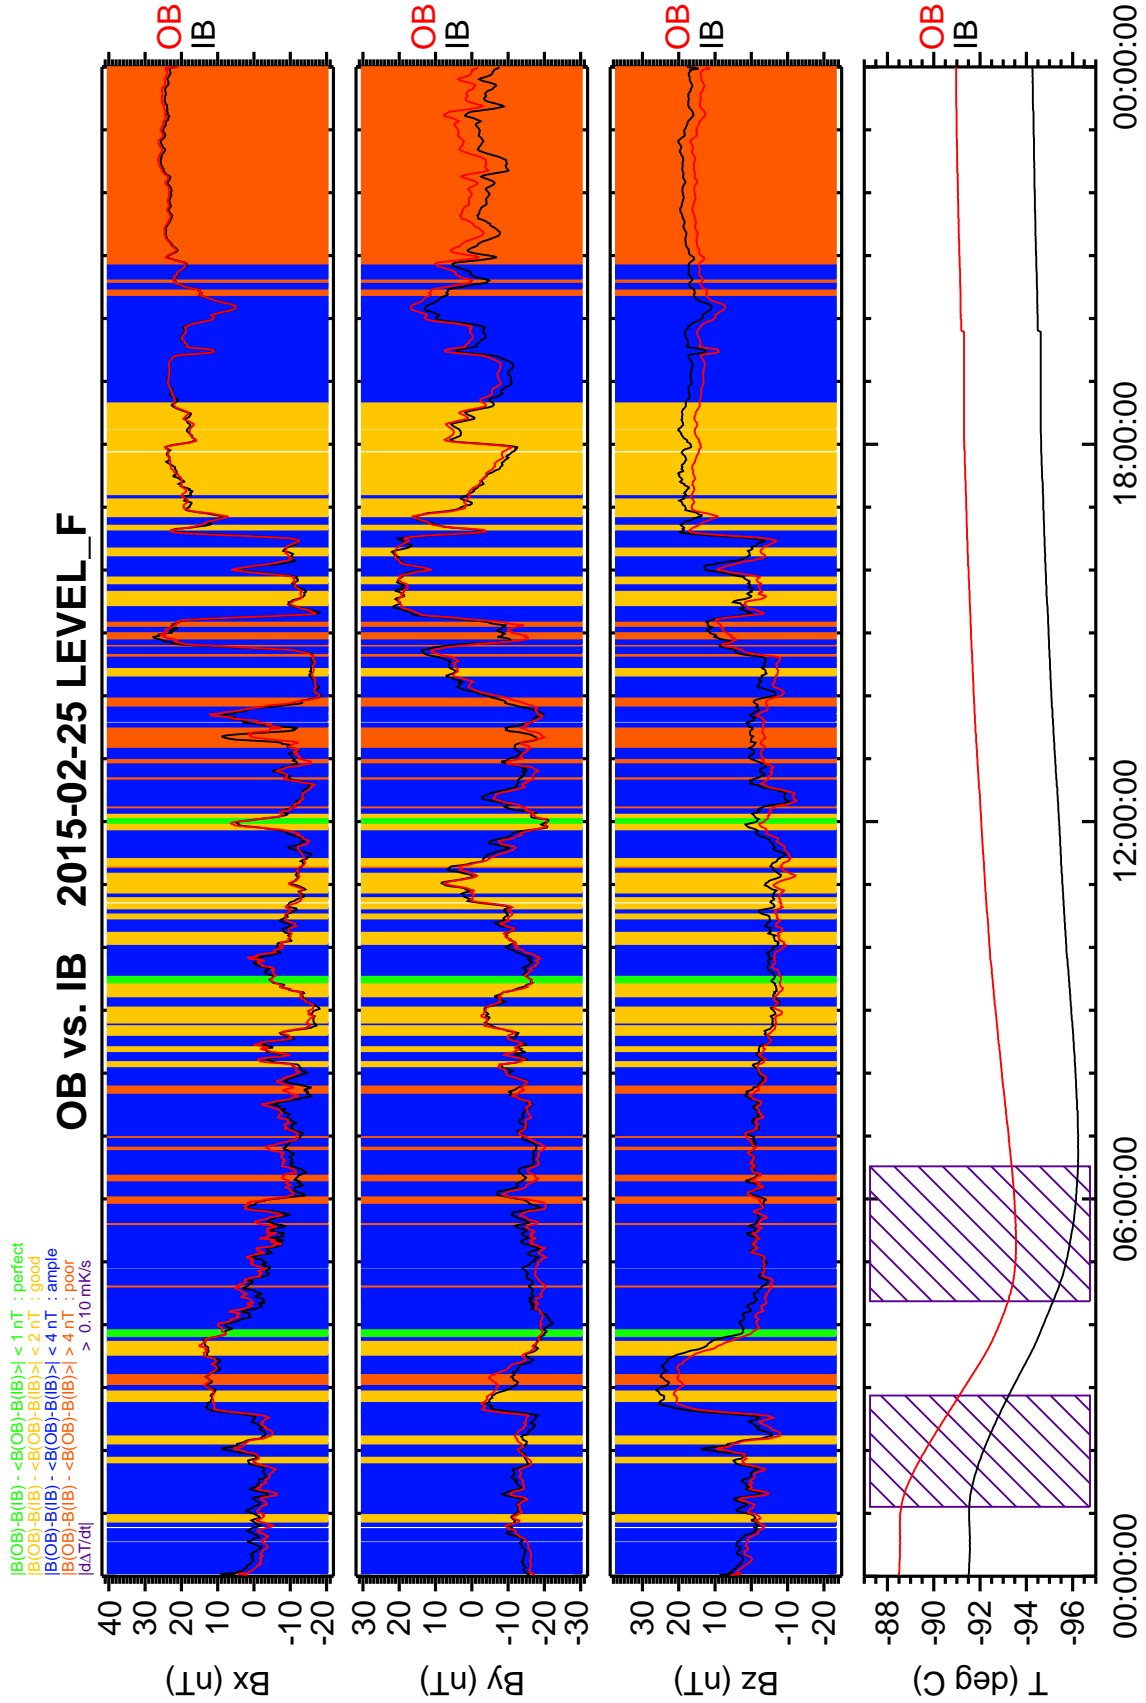 OB vs. IB 2015-02-25 LEVEL_F
|B(OB)-B(IB) - <B(OB)-B(IB)>| < 1 nT : perfect
|B(OB)-B(IB) - <B(OB)-B(IB)>| < 2 nT : good
|B(OB)-B(IB) - <B(OB)-B(IB)>| < 4 nT : ample
|B(OB)-B(IB) - <B(OB)-B(IB)>| > 4 nT : poor
|dΔT/dt| > 0.10 mK/s
Bx (nT)
40
30
20
10
0
-10
-20
OB
IB
By (nT)
30
20
10
0
-10
-20
-30
OB
IB
Bz (nT)
30
20
10
0
-10
-20
OB
IB
T (deg C)
-88
-90
-92
-94
-96
OB
IB
00:00:00 06:00:00 12:00:00 18:00:00 00:00:00